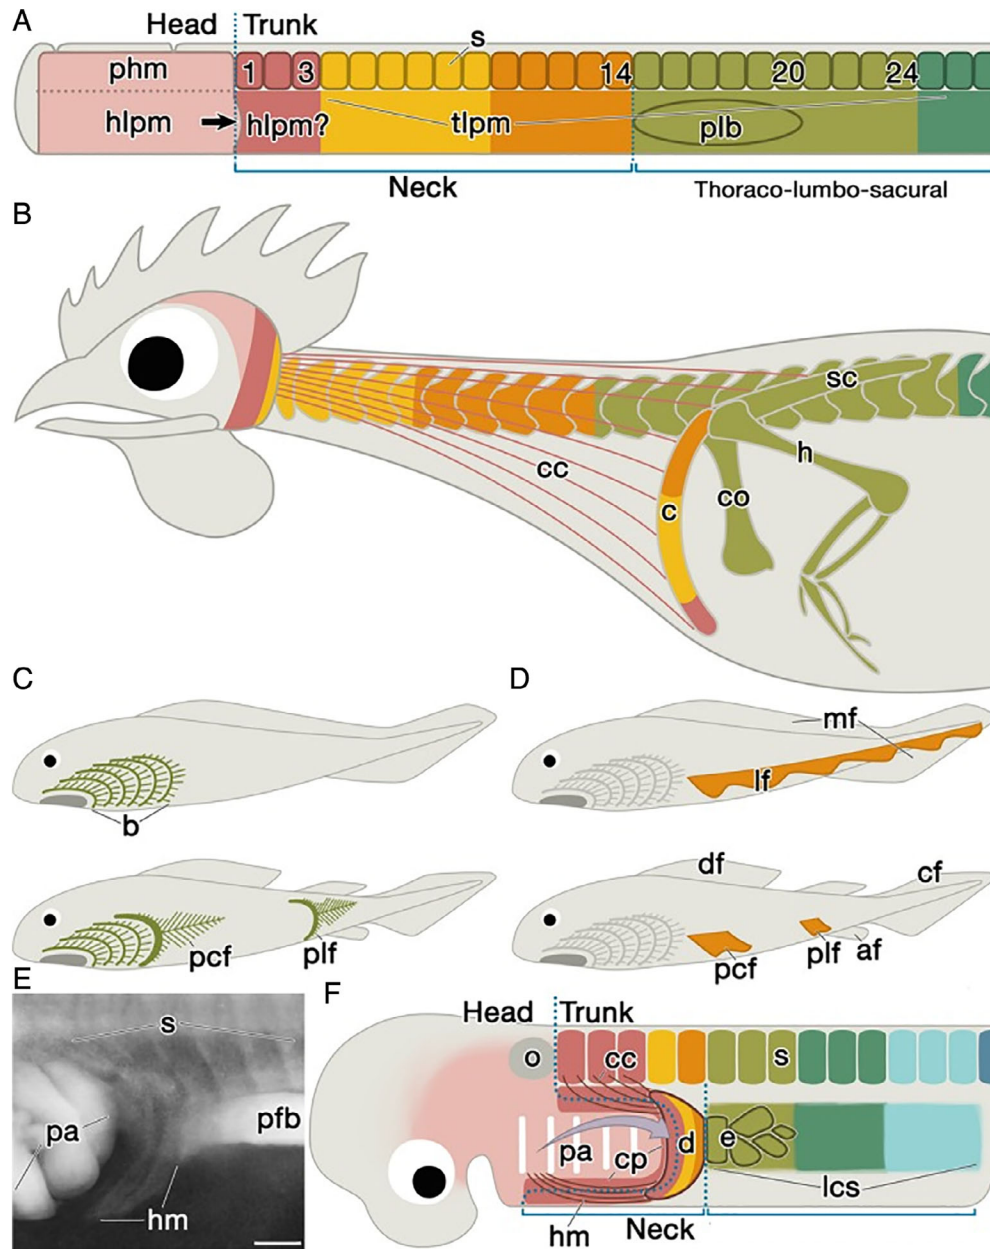 A
Head Trunk
s
phm 1 3 14 20 24
hlpm hlpm? tlpm plb
Neck Thoraco-lumbo-sacural
B
sc
h
cc
co
c
C D
mf
lf
b
df cf
pcf plf
pcf plf af
E F
s
Head Trunk
o cc s
pa pfb
pa cp d e
lcs
hm
hm Neck